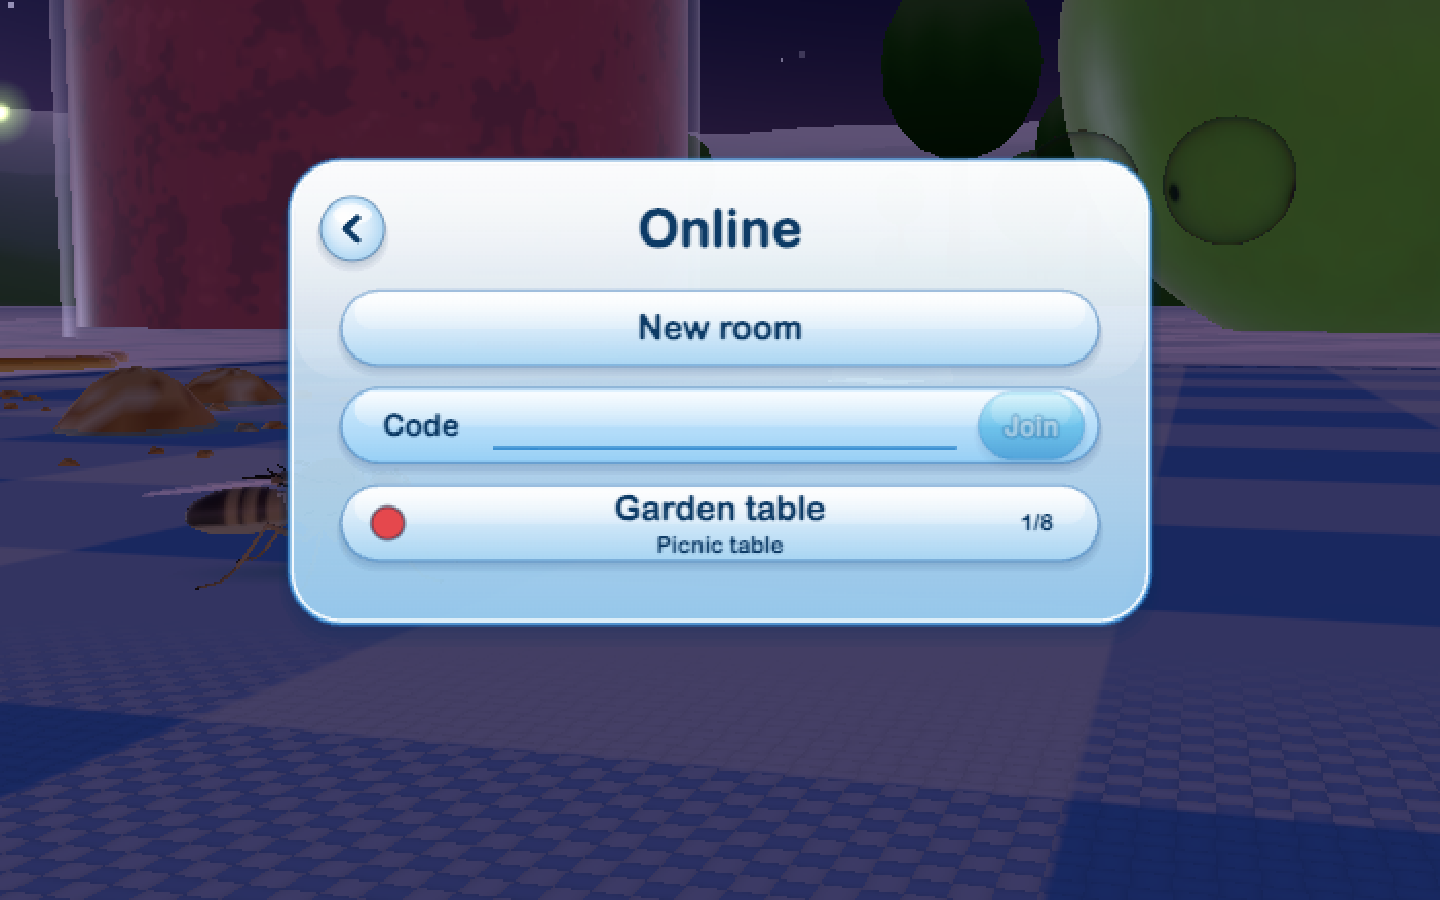 Online
New room
Code
Join
Garden table
1/8
Picnic table